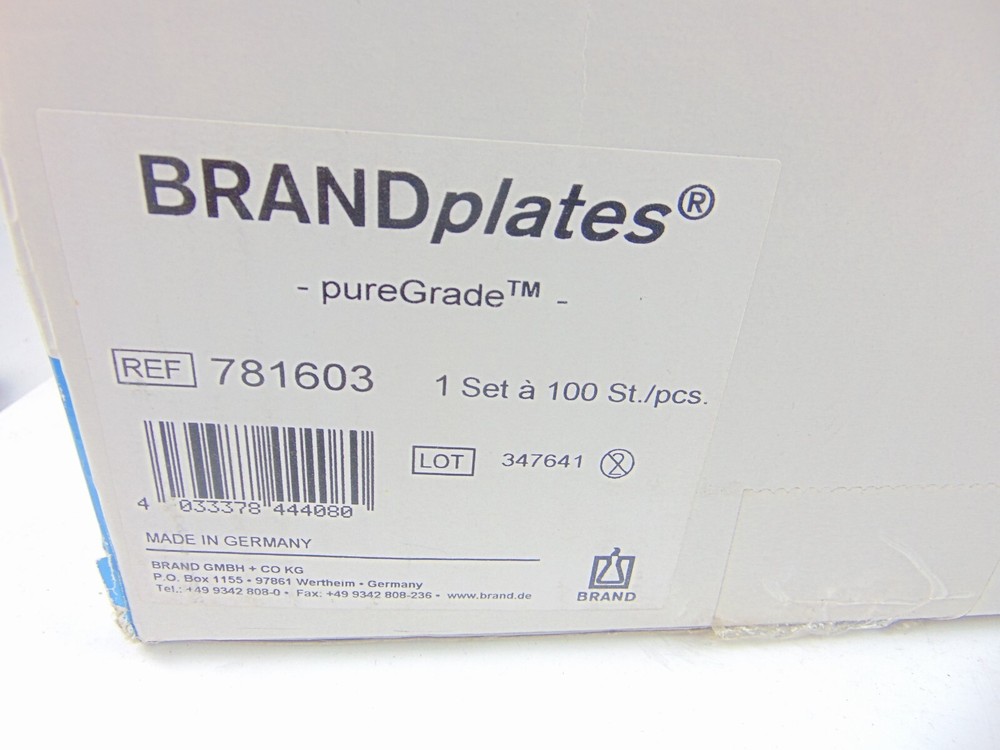 BRANDplates®
- pureGrade™ -
REF 781603 1 Set à 100 St./pcs.
LOT 347641 2
4 033378 444080
MADE IN GERMANY
BRAND GMBH + CO KG
P.O. Box 1155 • 97861 Wertheim • Germany
Tel.: +49 9342 808-0 • Fax: +49 9342 808-236 • www.brand.de
BRAND